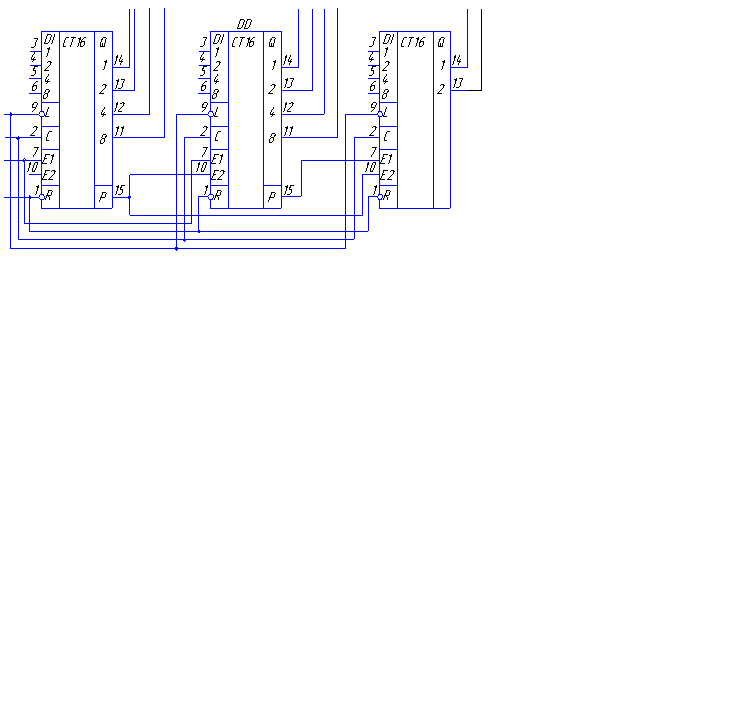 DD
3 DI CT16 Q
1 14
4 1
5 2 2 13
6 4
8
9 L 4 12
2 C 8 11
7 E1
10 E2
1 R P 15
3 DI CT16 Q
1 14
4 1
5 2 2 13
6 4
8
9 L 4 12
2 C 8 11
7 E1
10 E2
1 R P 15
3 DI CT16 Q
1 14
4 1
5 2 2 13
6 4
8
9 L
2 C
7 E1
10 E2
1 R